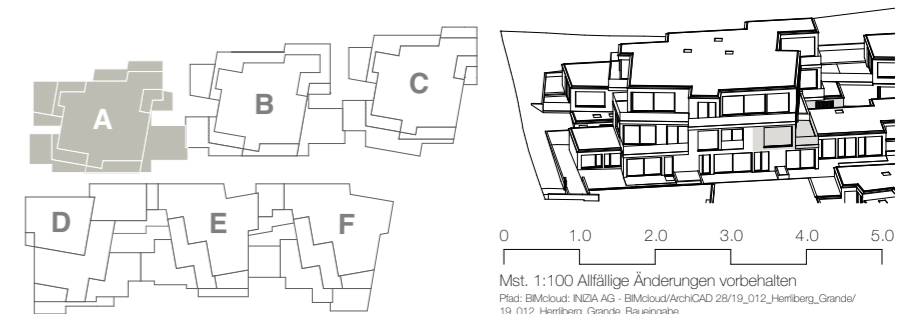 A
B
C
D
E
F
0 1.0 2.0 3.0 4.0 5.0
Mst. 1:100 Allfällige Änderungen vorbehalten
Pfad: BIMcloud: INIZIA AG - BIMcloud/ArchiCAD 28/19_012_Herrliberg_Grande/
19_012_Herrliberg_Grande_Baueingabe